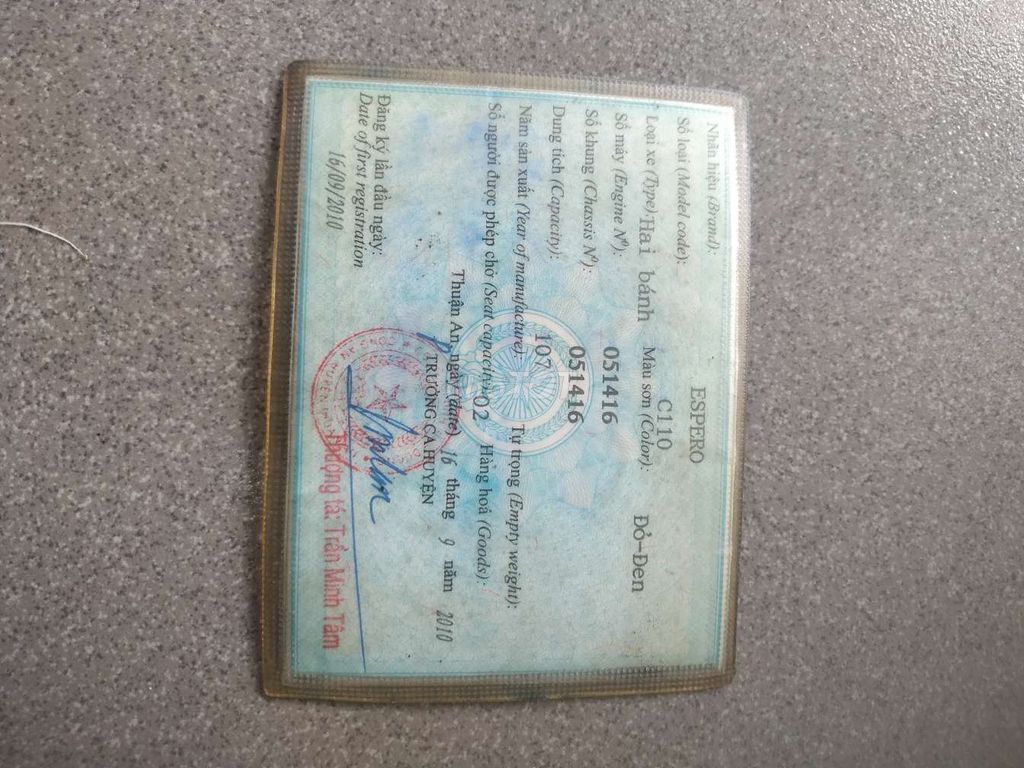 Nhãn hiệu (Brand): ESPERO
Số loại (Model code): C110
Loại xe (Type): Hai bánh Màu sơn (Color): Đỏ-Đen
Số máy (Engine Nº): 051416
Số khung (Chassis Nº): 051416
Dung tích (Capacity): 107
Năm sản xuất (Year of manufacture): Tự trọng (Empty weight):
Số người được phép chở (Seat capacity): 02 Hàng hoá (Goods):
Thuận An, ngày (date) 16 tháng 9 năm 2010
TRƯỞNG CA HUYỆN
Đăng ký lần đầu ngày:
Date of first registration
16/09/2010
Thượng tá: Trần Minh Tâm